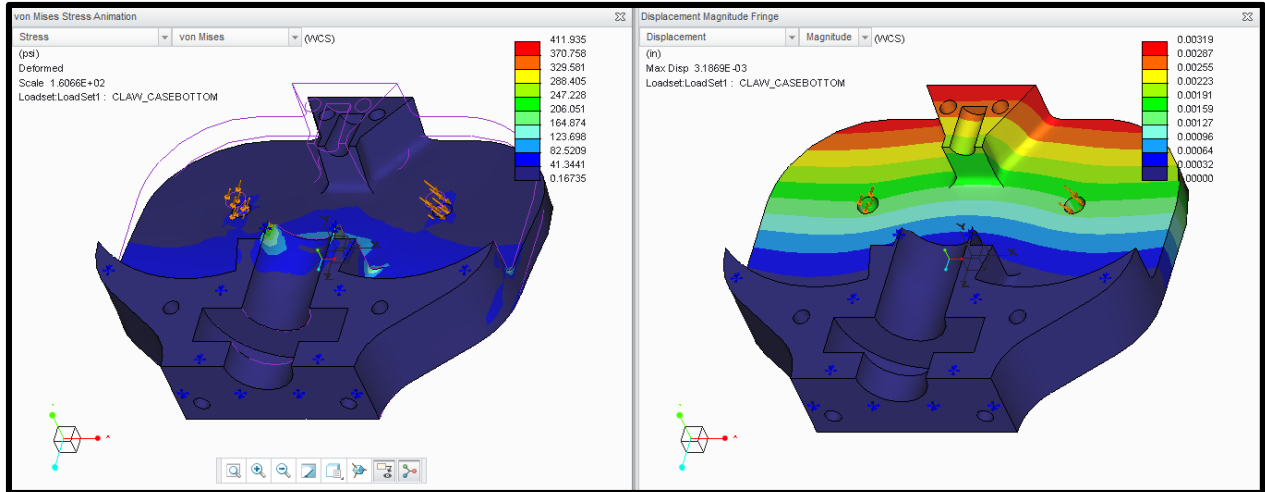 von Mises Stress Animation
Stress von Mises (WCS)
(psi)
Deformed
Scale 1.6066E+02
Loadset:LoadSet1 : CLAW_CASEBOTTOM
411.935
370.758
329.581
288.405
247.228
206.051
164.874
123.698
82.5209
41.3441
0.16735
Displacement Magnitude Fringe
Displacement Magnitude (WCS)
(in)
Max Disp 3.1869E-03
Loadset:LoadSet1 : CLAW_CASEBOTTOM
0.00319
0.00287
0.00255
0.00223
0.00191
0.00159
0.00127
0.00096
0.00064
0.00032
0.00000